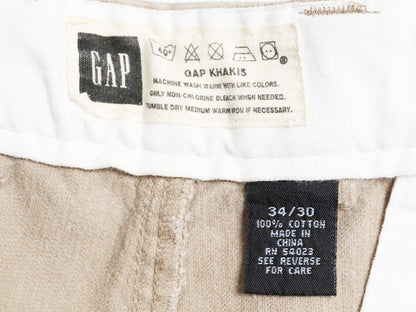 GAP
40°
®
GAP KHAKIS
MACHINE WASH WARM WITH LIKE COLORS.
ONLY NON-CHLORINE BLEACH WHEN NEEDED.
TUMBLE DRY MEDIUM WARM IRON IF NECESSARY.
34/30
100% COTTON
MADE IN
CHINA
RN 54023
SEE REVERSE
FOR CARE